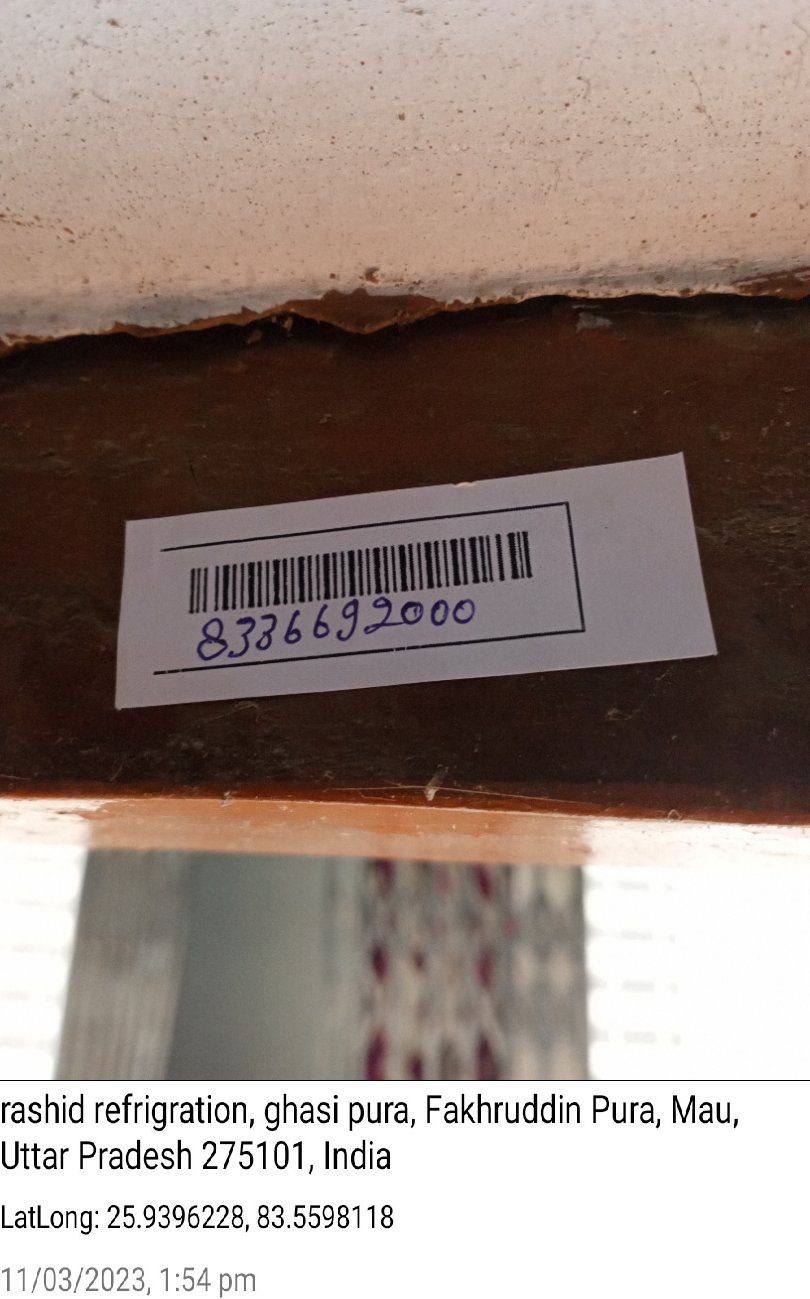 8336692000
rashid refrigration, ghasi pura, Fakhruddin Pura, Mau,
Uttar Pradesh 275101, India
LatLong: 25.9396228, 83.5598118
11/03/2023, 1:54 pm